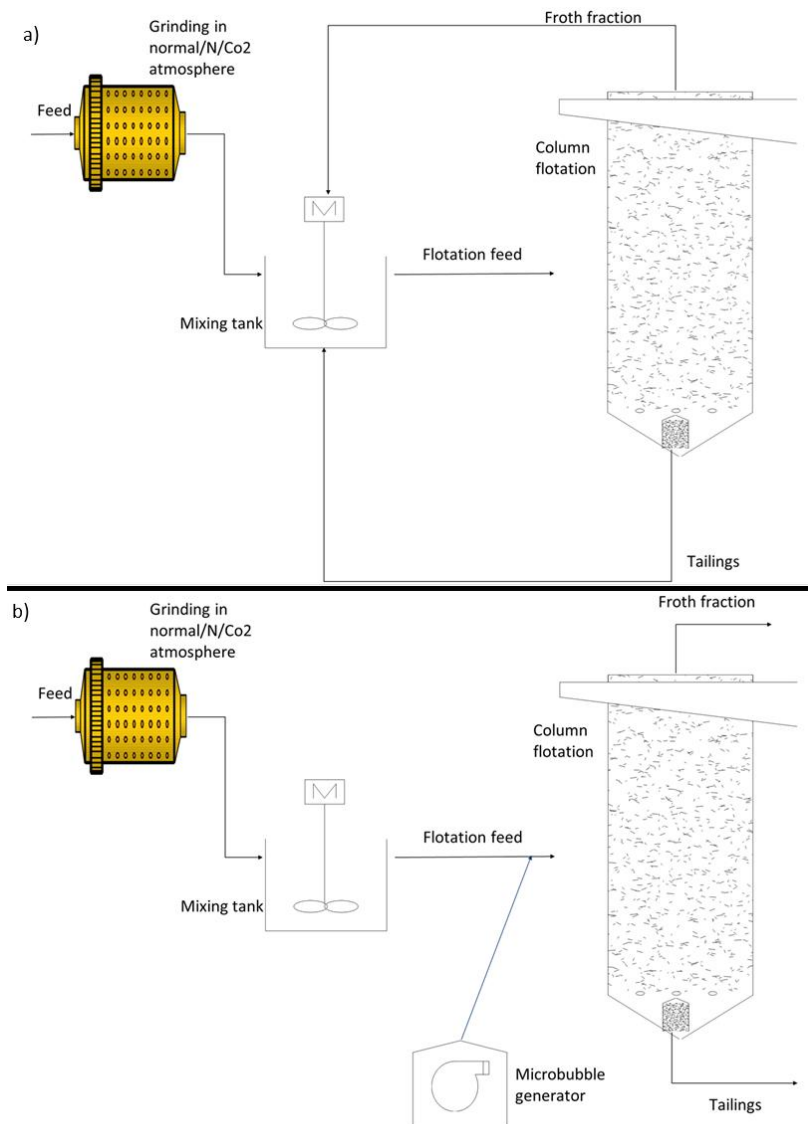 a)
Grinding in
normal/N/Co2
atmosphere
Froth fraction
Feed
Column
flotation
M
Flotation feed
Mixing tank
Tailings
b)
Grinding in
normal/N/Co2
atmosphere
Froth fraction
Feed
Column
flotation
M
Flotation feed
Mixing tank
Microbubble
generator
Tailings